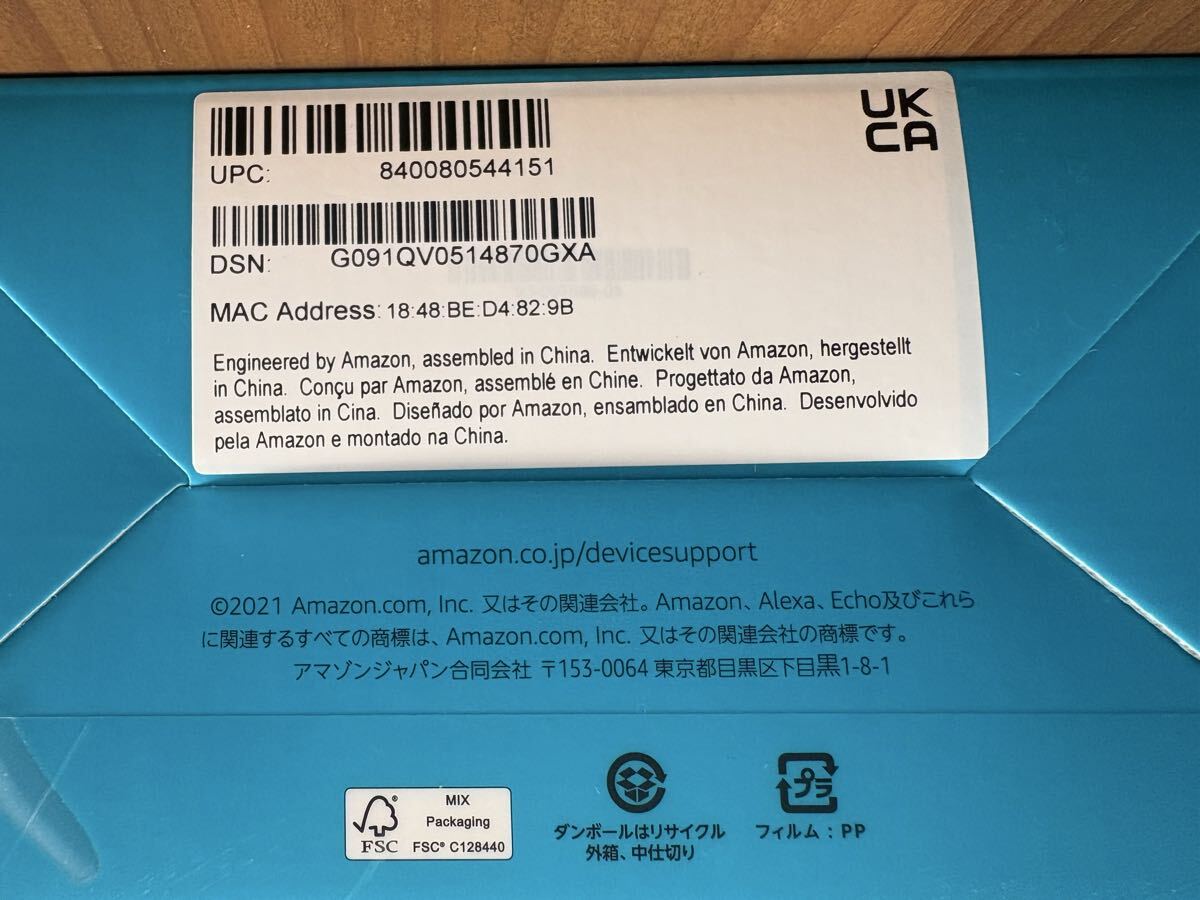 UK
CA
UPC: 840080544151
DSN: G091QV0514870GXA
MAC Address: 18:48:BE:D4:82:9B
Engineered by Amazon, assembled in China. Entwickelt von Amazon, hergestellt
in China. Conçu par Amazon, assemblé en Chine. Progettato da Amazon,
assemblato in Cina. Diseñado por Amazon, ensamblado en China. Desenvolvido
pela Amazon e montado na China.
amazon.co.jp/devicesupport
©2021 Amazon.com, Inc. 又はその関連会社。Amazon、Alexa、Echo及びこれら
に関連するすべての商標は、Amazon.com, Inc. 又はその関連会社の商標です。
アマゾンジャパン合同会社 〒153-0064 東京都目黒区下目黒1-8-1
MIX
Packaging
FSC® C128440
®
FSC
ダンボールはリサイクル
外箱、中仕切り
プラ
フィルム : PP